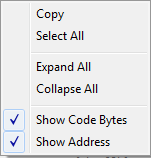 Copy
Select All
Expand All
Collapse All
Show Code Bytes
Show Address